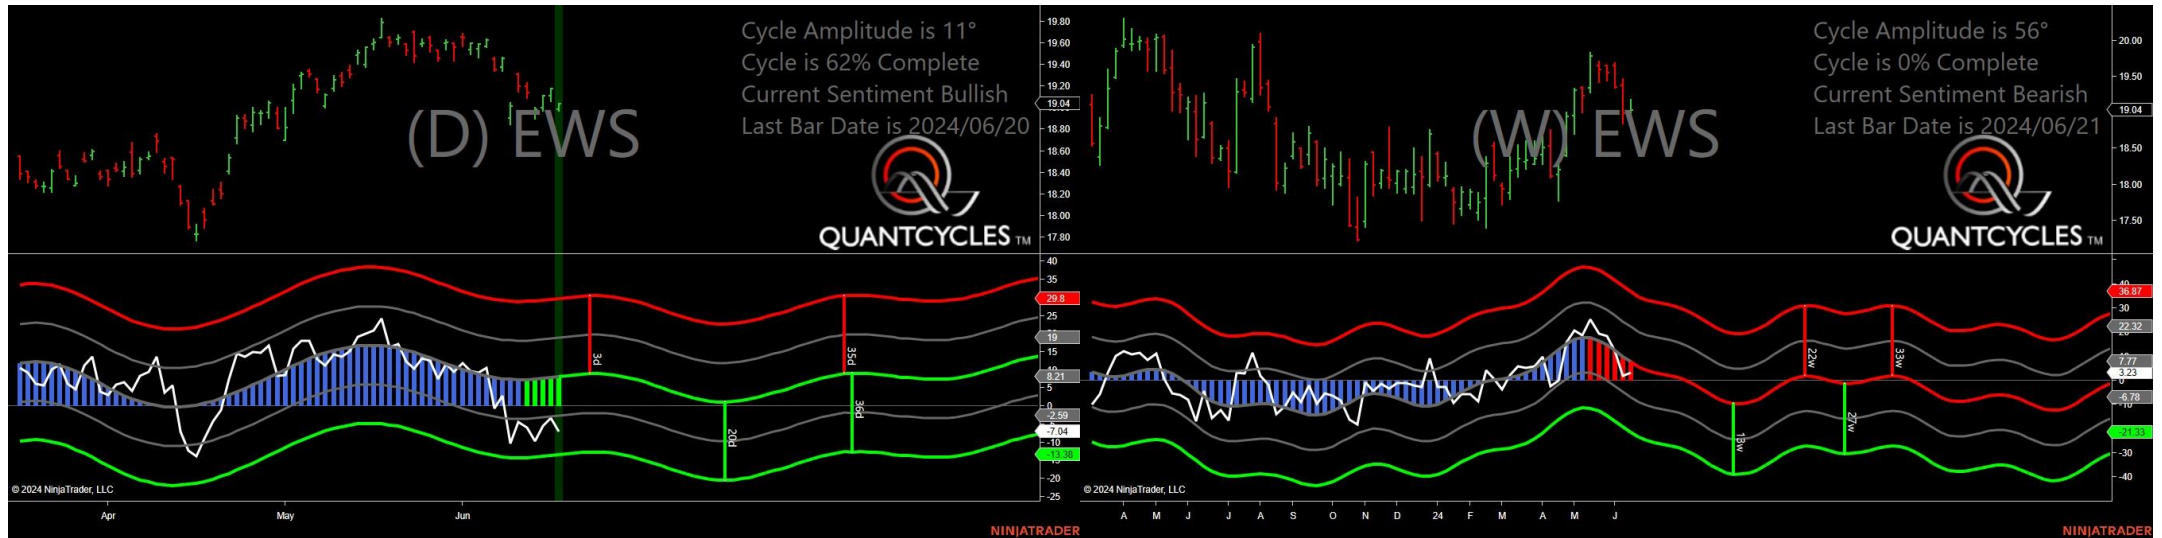 Cycle Amplitude is 11°
Cycle is 62% Complete
Current Sentiment Bullish
Last Bar Date is 2024/06/20
(D) EWS
QUANTCYCLES TM
19.80
19.60
19.40
19.20
19.04
18.80
18.60
18.40
18.20
18.00
17.80
40
35
29.8
25
19
15
8.21
5
0
-2.59
-7.04
-10
-13.38
-20
-25
3d
20d
35d
36d
© 2024 NinjaTrader, LLC
Apr
May
Jun
NINJATRADER
Cycle Amplitude is 56°
Cycle is 0% Complete
Current Sentiment Bearish
Last Bar Date is 2024/06/21
(W) EWS
QUANTCYCLES TM
20.00
19.50
19.04
18.50
18.00
17.50
36.87
30
22.32
7.77
3.23
-6.78
-21.33
-30
-40
13w
22w
27w
33w
© 2024 NinjaTrader, LLC
A
M
J
J
A
S
O
N
D
24
F
M
A
M
J
NINJATRADER